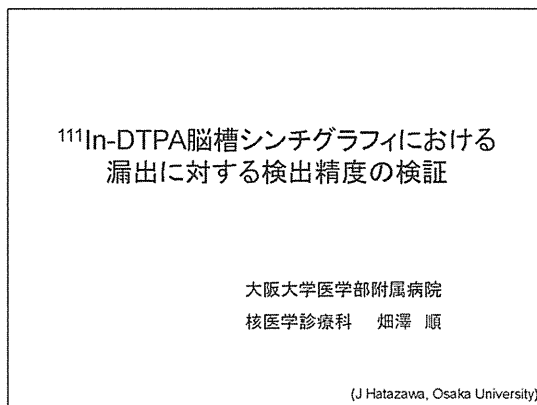 ¹¹¹In-DTPA脳槽シンチグラフィにおける
漏出に対する検出精度の検証
大阪大学医学部附属病院
核医学診療科 畑澤 順
(J Hatazawa, Osaka University)